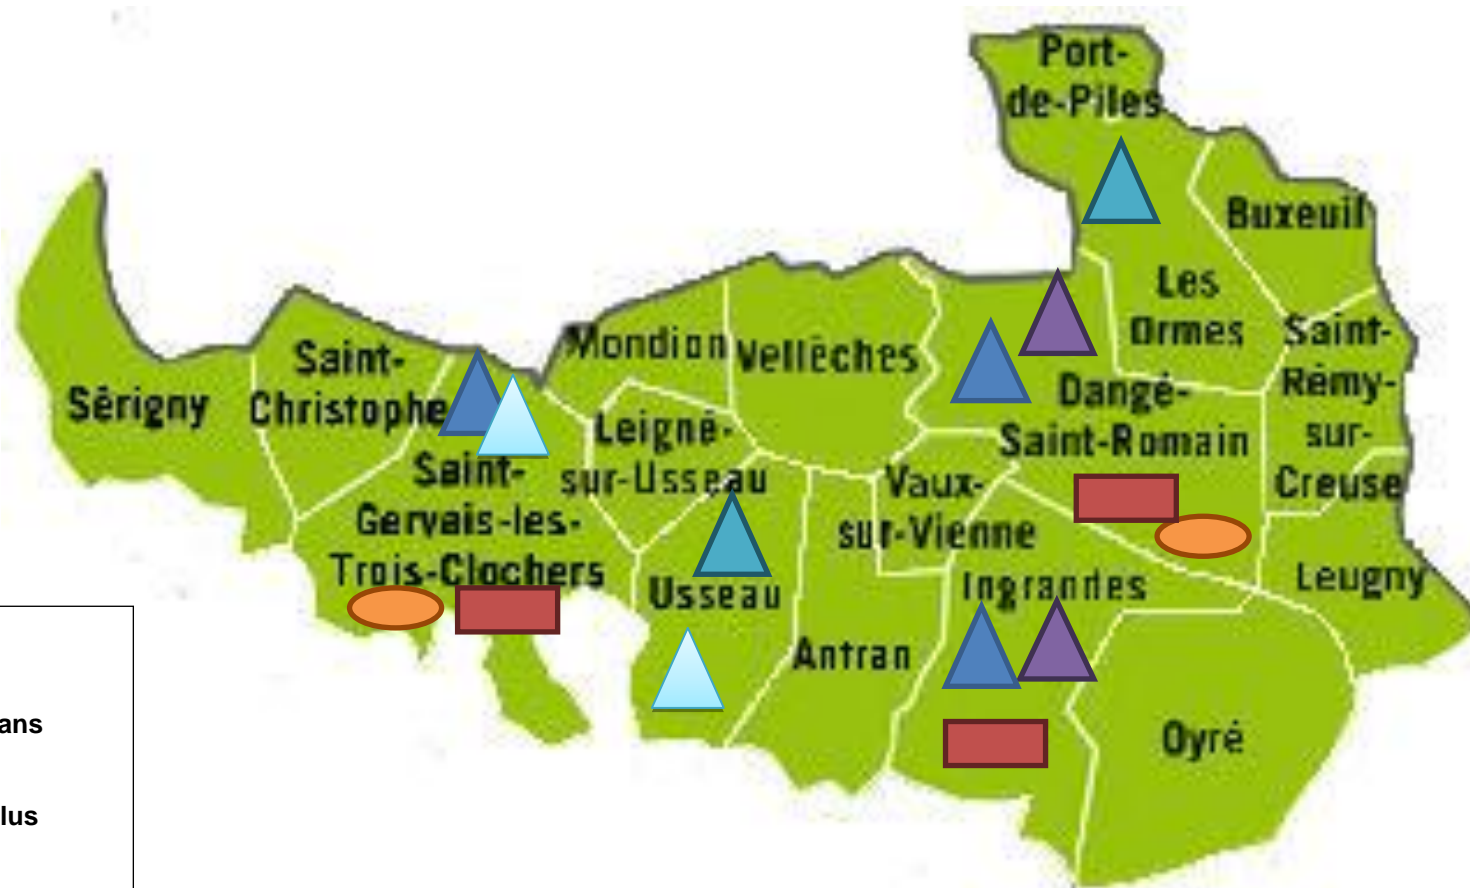 Port-
de-Piles
Buxeuil
Les
Ormes
Saint-
Rémy-
sur-
Creuse
Mondion
Vellèches
Saint-
Christophe
Sérigny
Dangé-
Saint-Romain
Leigné-
sur-Usseau
Saint-
Gervais-les-
Trois-Clochers
Vaux-
sur-Vienne
Ingrandes
Leugny
Usseau
Antran
Oyré
ans
lus